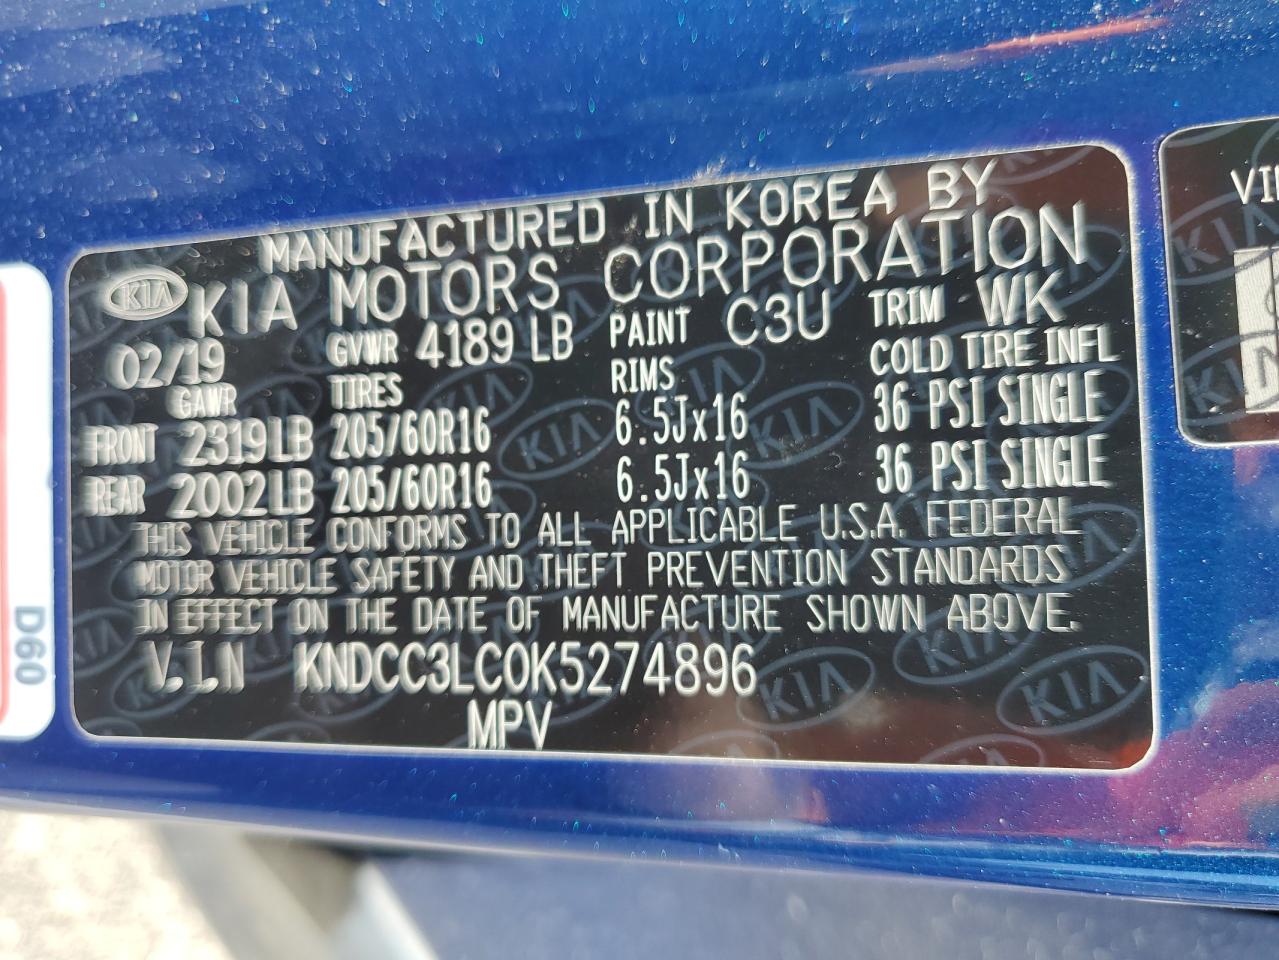 MANUFACTURED IN KOREA BY
KIA KIA MOTORS CORPORATION
02/19 GVWR 4189 LB PAINT C3U TRIM WK
GAWR TIRES RIMS COLD TIRE INFL
FRONT 2319LB 205/60R16 6.5Jx16 36 PSI SINGLE
REAR 2002LB 205/60R16 6.5Jx16 36 PSI SINGLE
THIS VEHICLE CONFORMS TO ALL APPLICABLE U.S.A. FEDERAL
MOTOR VEHICLE SAFETY AND THEFT PREVENTION STANDARDS
IN EFFECT ON THE DATE OF MANUFACTURE SHOWN ABOVE.
V.I.N KNDCC3LC0K5274896
MPV
D60